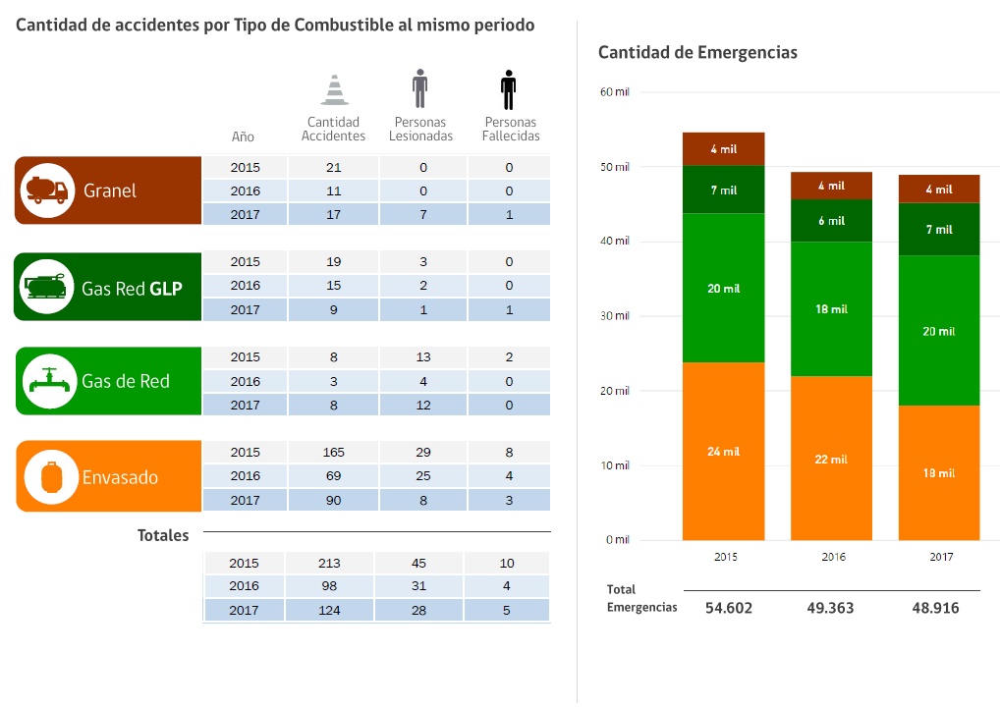 Cantidad de accidentes por Tipo de Combustible al mismo periodo
Año
Cantidad Accidentes
Personas Lesionadas
Personas Fallecidas
Granel
2015 21 0 0
2016 11 0 0
2017 17 7 1
Gas Red GLP
2015 19 3 0
2016 15 2 0
2017 9 1 1
Gas de Red
2015 8 13 2
2016 3 4 0
2017 8 12 0
Envasado
2015 165 29 8
2016 69 25 4
2017 90 8 3
Totales
2015 213 45 10
2016 98 31 4
2017 124 28 5
Cantidad de Emergencias
60 mil
50 mil
40 mil
30 mil
20 mil
10 mil
0 mil
4 mil
7 mil
20 mil
24 mil
4 mil
6 mil
18 mil
22 mil
4 mil
7 mil
20 mil
18 mil
2015 2016 2017
Total
Emergencias 54.602 49.363 48.916